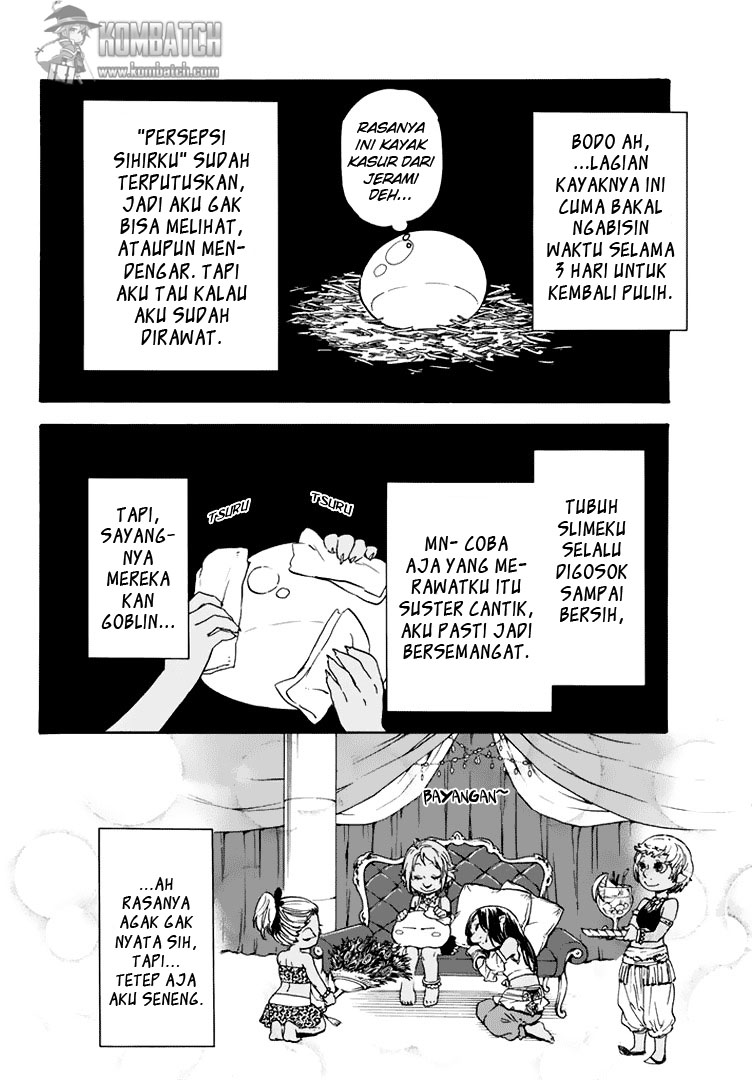 KOMBATCH
www.kombatch.com
BODO AH,
...LAGIAN
KAYAKNYA INI
CUMA BAKAL
NGABISIN
WAKTU SELAMA
3 HARI UNTUK
KEMBALI PULIH.
RASANYA
INI KAYAK
KASUR DARI
JERAMI
DEH...
"PERSEPSI
SIHIRKU" SUDAH
TERPUTUSKAN,
JADI AKU GAK
BISA MELIHAT,
ATAUPUN MEN-
DENGAR. TAPI
AKU TAU KALAU
AKU SUDAH
DIRAWAT.
TUBUH
SLIMEKU
SELALU
DIGOSOK
SAMPAI
BERSIH,
MN- COBA
AJA YANG ME-
RAWATKU ITU
SUSTER CANTIK,
AKU PASTI JADI
BERSEMANGAT.
TSURU
TSURU
TAPI,
SAYANG-
NYA
MEREKA
KAN
GOBLIN...
BAYANGAN~
...AH
RASANYA
AGAK GAK
NYATA SIH,
TAPI...
TETEP AJA
AKU SENENG.